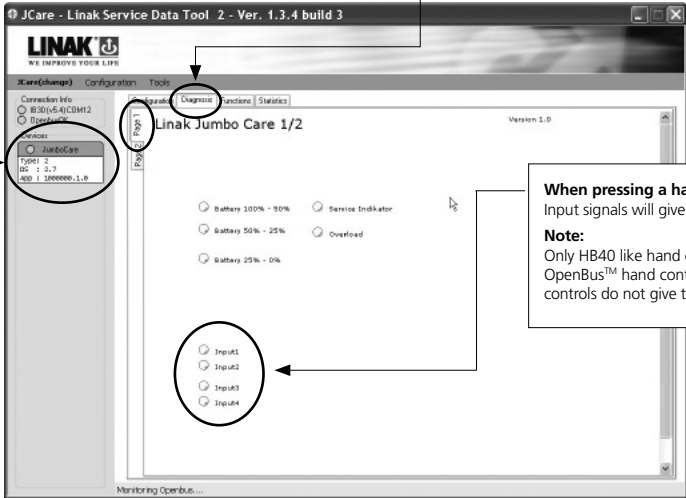 JCare - Linak Service Data Tool 2 - Ver. 1.3.4 build 3
LINAK
WE IMPROVE YOUR LIFE
JCare(change) Configuration Tools
Connection Info
IB30(v5.4)COM12
OpenbusOK
Devices
JumboCare
Type: 2
OS : 2.7
App : 1000000.1.0
Configuration Diagnosis Functions Statistics
Page 1
Page 2
Linak Jumbo Care 1/2
Version 1.0
Battery 100% - 50%
Service Indikator
Battery 50% - 25%
Overload
Battery 25% - 0%
Input1
Input2
Input3
Input4
Monitoring Openbus....
When pressing a ha
Input signals will give
Note:
Only HB40 like hand
OpenBus™ hand cont
controls do not give t